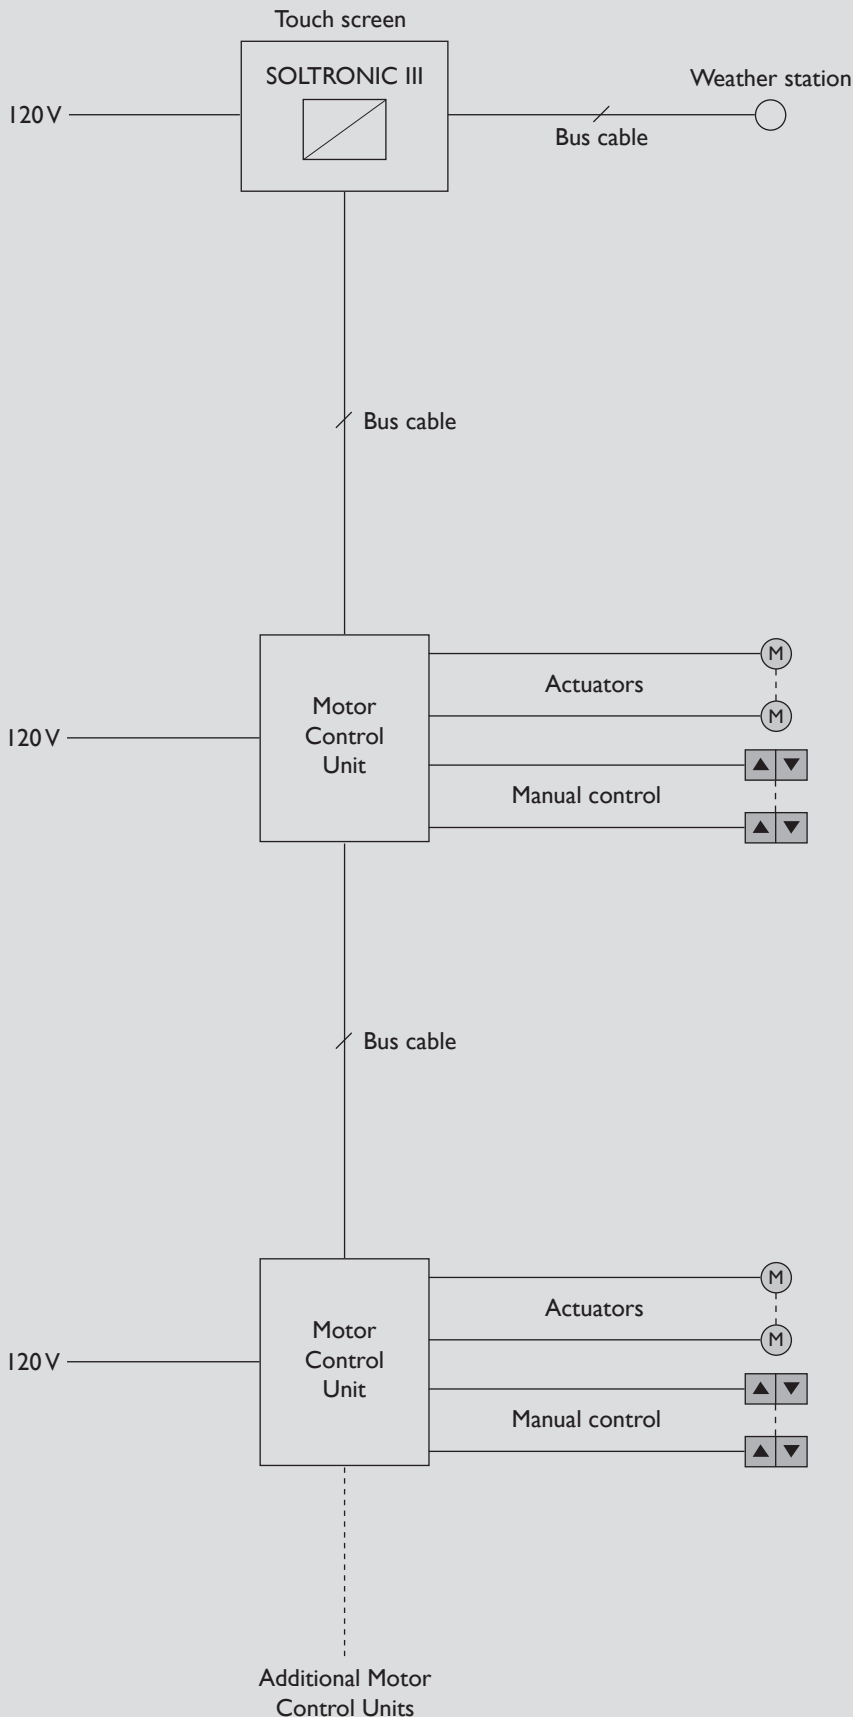 Touch screen
SOLTRONIC III
Weather station
120V
Bus cable
Bus cable
M
Actuators
Motor
Control
Unit
M
120V
Manual control
Bus cable
M
Actuators
Motor
Control
Unit
M
120V
Manual control
Additional Motor
Control Units